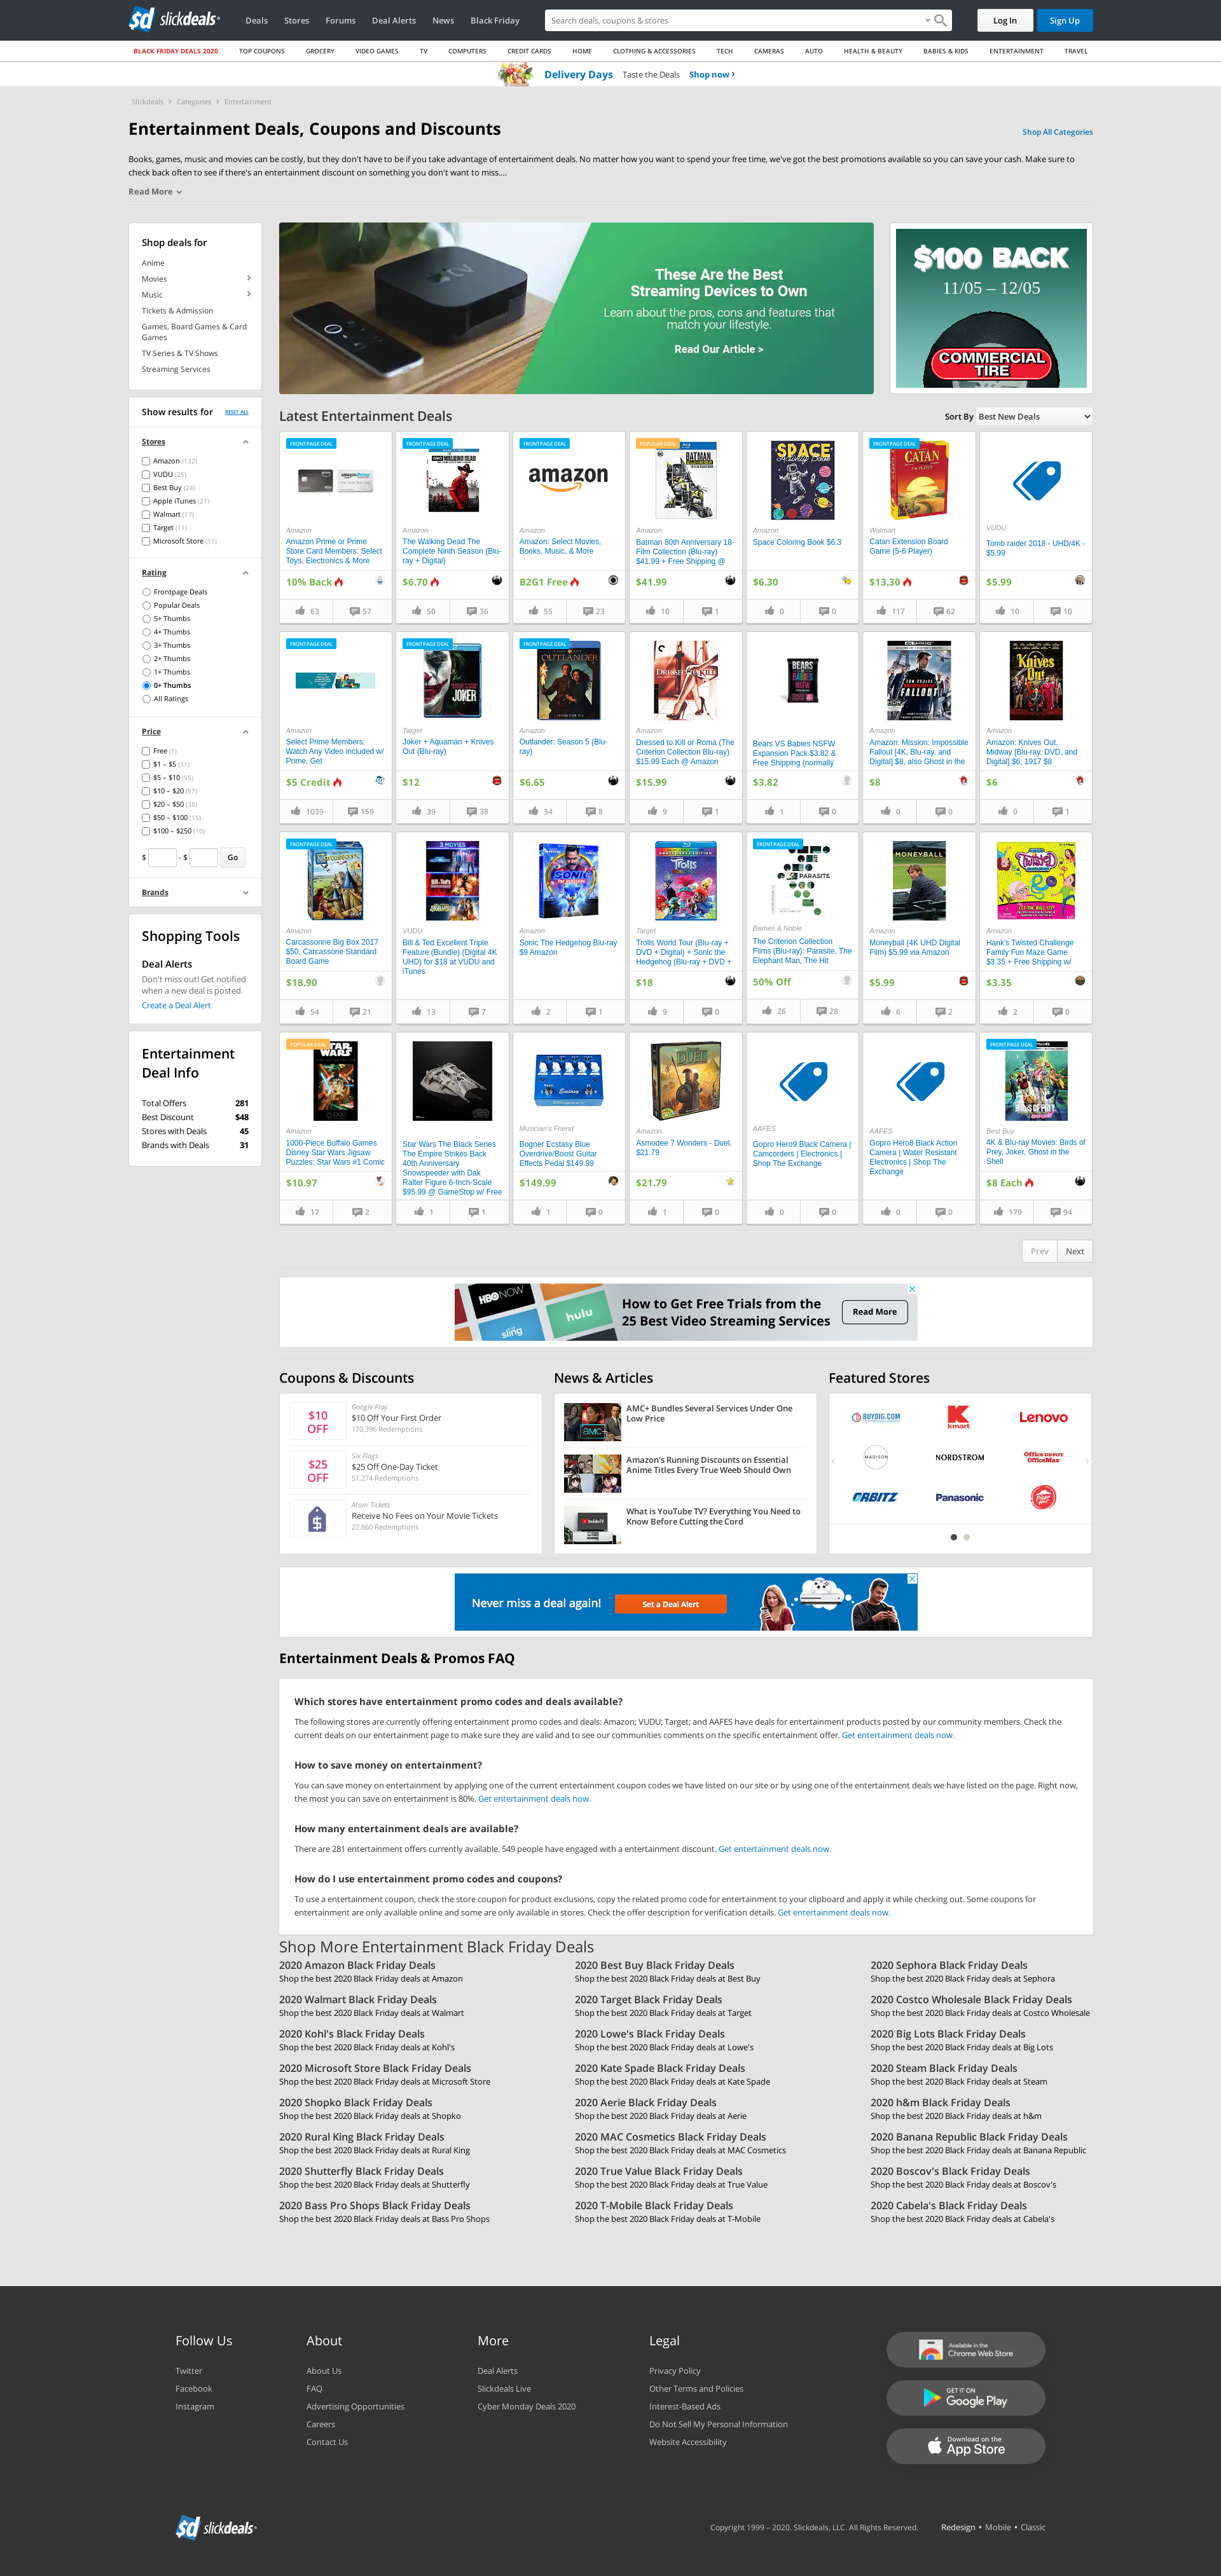 slickdeals
Deals Stores Forums Deal Alerts News Black Friday
Search deals, coupons & stores
Log In
Sign Up
BLACK FRIDAY DEALS 2020 TOP COUPONS GROCERY VIDEO GAMES TV COMPUTERS CREDIT CARDS HOME CLOTHING & ACCESSORIES TECH CAMERAS AUTO HEALTH & BEAUTY BABIES & KIDS ENTERTAINMENT TRAVEL
Delivery Days Taste the Deals Shop now
Slickdeals Categories Entertainment
Entertainment Deals, Coupons and Discounts
Shop All Categories
Books, games, music and movies can be costly, but they don't have to be if you take advantage of entertainment deals. No matter how you want to spend your free time, we've got the best promotions available so you can save your cash. Make sure to
check back often to see if there's an entertainment discount on something you don't want to miss....
Read More
Shop deals for
Anime
Movies
Music
Tickets & Admission
Games, Board Games & Card
Games
TV Series & TV Shows
Streaming Services
Show results for RESET ALL
Stores
Amazon (132)
VUDU (25)
Best Buy (24)
Apple iTunes (21)
Walmart (17)
Target (11)
Microsoft Store (11)
Rating
Frontpage Deals
Popular Deals
5+ Thumbs
4+ Thumbs
3+ Thumbs
2+ Thumbs
1+ Thumbs
0+ Thumbs
All Ratings
Price
Free (1)
$1 – $5 (31)
$5 – $10 (55)
$10 – $20 (57)
$20 – $50 (38)
$50 – $100 (15)
$100 – $250 (10)
$ - $ Go
Brands
Shopping Tools
Deal Alerts
Don't miss out! Get notified
when a new deal is posted.
Create a Deal Alert
Entertainment
Deal Info
Total Offers 281
Best Discount $48
Stores with Deals 45
Brands with Deals 31
These Are the Best
Streaming Devices to Own
Learn about the pros, cons and features that
match your lifestyle.
Read Our Article >
$100 BACK
11/05 – 12/05
COMMERCIAL
TIRE
Latest Entertainment Deals
Sort By Best New Deals
FRONTPAGE DEAL
Amazon
Amazon Prime or Prime
Store Card Members: Select
Toys, Electronics & More
10% Back
63 57
FRONTPAGE DEAL
Amazon
The Walking Dead The
Complete Ninth Season (Blu-
ray + Digital)
$6.70
50 36
FRONTPAGE DEAL
amazon
Amazon
Amazon: Select Movies,
Books, Music, & More
B2G1 Free
55 23
POPULAR DEAL
BATMAN
Amazon
Batman 80th Anniversary 18-
Film Collection (Blu-ray)
$41.99 + Free Shipping @
$41.99
10 1
SPACE
Amazon
Space Coloring Book $6.3
$6.30
0 0
FRONTPAGE DEAL
CATAN
Walmart
Catan Extension Board
Game (5-6 Player)
$13.30
117 62
VUDU
Tomb raider 2018 - UHD/4K -
$5.99
$5.99
10 10
FRONTPAGE DEAL
Amazon
Select Prime Members:
Watch Any Video included w/
Prime, Get
$5 Credit
1039 159
FRONTPAGE DEAL
JOKER
Target
Joker + Aquaman + Knives
Out (Blu-ray)
$12
39 38
FRONTPAGE DEAL
OUTLANDER
Amazon
Outlander: Season 5 (Blu-
ray)
$6.65
34 8
DRESSED TO KILL
Amazon
Dressed to Kill or Roma (The
Criterion Collection Blu-ray)
$15.99 Each @ Amazon
$15.99
9 1
BEARS
VS
BABIES
NSFW
Bears VS Babies NSFW
Expansion Pack $3.82 &
Free Shipping (normally
$3.82
1 0
FALLOUT
Amazon
Amazon: Mission: Impossible
Fallout [4K, Blu-ray, and
Digital] $8, also Ghost in the
$8
0 0
Knives
Out
Amazon
Amazon: Knives Out,
Midway [Blu-ray, DVD, and
Digital] $6; 1917 $8
$6
0 1
FRONTPAGE DEAL
Amazon
Carcassonne Big Box 2017
$50, Carcassone Standard
Board Game
$18.90
54 21
3 MOVIES
VUDU
Bill & Ted Excellent Triple
Feature (Bundle) (Digital 4K
UHD) for $18 at VUDU and
iTunes
13 7
SONIC
Amazon
Sonic The Hedgehog Blu-ray
$9 Amazon
2 1
Trolls
Target
Trolls World Tour (Blu-ray +
DVD + Digital) + Sonic the
Hedgehog (Blu-ray + DVD +
$18
9 0
FRONTPAGE DEAL
PARASITE
Barnes & Noble
The Criterion Collection
Films (Blu-ray): Parasite, The
Elephant Man, The Hit
50% Off
26 28
MONEYBALL
Amazon
Moneyball (4K UHD Digital
Film) $5.99 via Amazon
$5.99
6 2
Twisted
Amazon
Hank's Twisted Challenge
Family Fun Maze Game
$3.35 + Free Shipping w/
$3.35
2 0
POPULAR DEAL
STAR
WARS
Amazon
1000-Piece Buffalo Games
Disney Star Wars Jigsaw
Puzzles: Star Wars #1 Comic
$10.97
17 2
Star Wars The Black Series
The Empire Strikes Back
40th Anniversary
Snowspeeder with Dak
Ralter Figure 6-Inch-Scale
$95.99 @ GameStop w/ Free
1 1
Musician's Friend
Bogner Ecstasy Blue
Overdrive/Boost Guitar
Effects Pedal $149.99
$149.99
1 0
DUEL
Amazon
Asmodee 7 Wonders - Duel,
$21.79
$21.79
1 0
AAFES
Gopro Hero9 Black Camera |
Camcorders | Electronics |
Shop The Exchange
0 0
AAFES
Gopro Hero8 Black Action
Camera | Water Resistant
Electronics | Shop The
Exchange
0 0
FRONTPAGE DEAL
BIRDS OF PREY
Best Buy
4K & Blu-ray Movies: Birds of
Prey, Joker, Ghost in the
Shell
$8 Each
179 94
Prev Next
HBO NOW
hulu
sling
How to Get Free Trials from the
25 Best Video Streaming Services
Read More
Coupons & Discounts
$10
OFF
Google Play
$10 Off Your First Order
170,396 Redemptions
$25
OFF
Six Flags
$25 Off One-Day Ticket
51,274 Redemptions
Atom Tickets
Receive No Fees on Your Movie Tickets
27,860 Redemptions
News & Articles
AMC+ Bundles Several Services Under One
Low Price
Amazon's Running Discounts on Essential
Anime Titles Every True Weeb Should Own
What is YouTube TV? Everything You Need to
Know Before Cutting the Cord
Featured Stores
BUYDIG.COM kmart Lenovo
MADISON NORDSTROM Office DEPOT
OfficeMax
ORBITZ Panasonic Pizza Hut
Never miss a deal again!
Set a Deal Alert
Entertainment Deals & Promos FAQ
Which stores have entertainment promo codes and deals available?
The following stores are currently offering entertainment promo codes and deals: Amazon; VUDU; Target; and AAFES have deals for entertainment products posted by our community members. Check the
current deals on our entertainment page to make sure they are valid and to see our communities comments on the specific entertainment offer. Get entertainment deals now.
How to save money on entertainment?
You can save money on entertainment by applying one of the current entertainment coupon codes we have listed on our site or by using one of the entertainment deals we have listed on the page. Right now,
the most you can save on entertainment is 80%. Get entertainment deals now.
How many entertainment deals are available?
There are 281 entertainment offers currently available. 549 people have engaged with a entertainment discount. Get entertainment deals now.
How do I use entertainment promo codes and coupons?
To use a entertainment coupon, check the store coupon for product exclusions, copy the related promo code for entertainment to your clipboard and apply it while checking out. Some coupons for
entertainment are only available online and some are only available in stores. Check the offer description for verification details. Get entertainment deals now.
Shop More Entertainment Black Friday Deals
2020 Amazon Black Friday Deals
Shop the best 2020 Black Friday deals at Amazon
2020 Best Buy Black Friday Deals
Shop the best 2020 Black Friday deals at Best Buy
2020 Sephora Black Friday Deals
Shop the best 2020 Black Friday deals at Sephora
2020 Walmart Black Friday Deals
Shop the best 2020 Black Friday deals at Walmart
2020 Target Black Friday Deals
Shop the best 2020 Black Friday deals at Target
2020 Costco Wholesale Black Friday Deals
Shop the best 2020 Black Friday deals at Costco Wholesale
2020 Kohl's Black Friday Deals
Shop the best 2020 Black Friday deals at Kohl's
2020 Lowe's Black Friday Deals
Shop the best 2020 Black Friday deals at Lowe's
2020 Big Lots Black Friday Deals
Shop the best 2020 Black Friday deals at Big Lots
2020 Microsoft Store Black Friday Deals
Shop the best 2020 Black Friday deals at Microsoft Store
2020 Kate Spade Black Friday Deals
Shop the best 2020 Black Friday deals at Kate Spade
2020 Steam Black Friday Deals
Shop the best 2020 Black Friday deals at Steam
2020 Shopko Black Friday Deals
Shop the best 2020 Black Friday deals at Shopko
2020 Aerie Black Friday Deals
Shop the best 2020 Black Friday deals at Aerie
2020 h&m Black Friday Deals
Shop the best 2020 Black Friday deals at h&m
2020 Rural King Black Friday Deals
Shop the best 2020 Black Friday deals at Rural King
2020 MAC Cosmetics Black Friday Deals
Shop the best 2020 Black Friday deals at MAC Cosmetics
2020 Banana Republic Black Friday Deals
Shop the best 2020 Black Friday deals at Banana Republic
2020 Shutterfly Black Friday Deals
Shop the best 2020 Black Friday deals at Shutterfly
2020 True Value Black Friday Deals
Shop the best 2020 Black Friday deals at True Value
2020 Boscov's Black Friday Deals
Shop the best 2020 Black Friday deals at Boscov's
2020 Bass Pro Shops Black Friday Deals
Shop the best 2020 Black Friday deals at Bass Pro Shops
2020 T-Mobile Black Friday Deals
Shop the best 2020 Black Friday deals at T-Mobile
2020 Cabela's Black Friday Deals
Shop the best 2020 Black Friday deals at Cabela's
Follow Us
Twitter
Facebook
Instagram
About
About Us
FAQ
Advertising Opportunities
Careers
Contact Us
More
Deal Alerts
Slickdeals Live
Cyber Monday Deals 2020
Legal
Privacy Policy
Other Terms and Policies
Interest-Based Ads
Do Not Sell My Personal Information
Website Accessibility
Available in the
Chrome Web Store
GET IT ON
Google Play
Download on the
App Store
slickdeals
Copyright 1999 – 2020. Slickdeals, LLC. All Rights Reserved. Redesign • Mobile • Classic